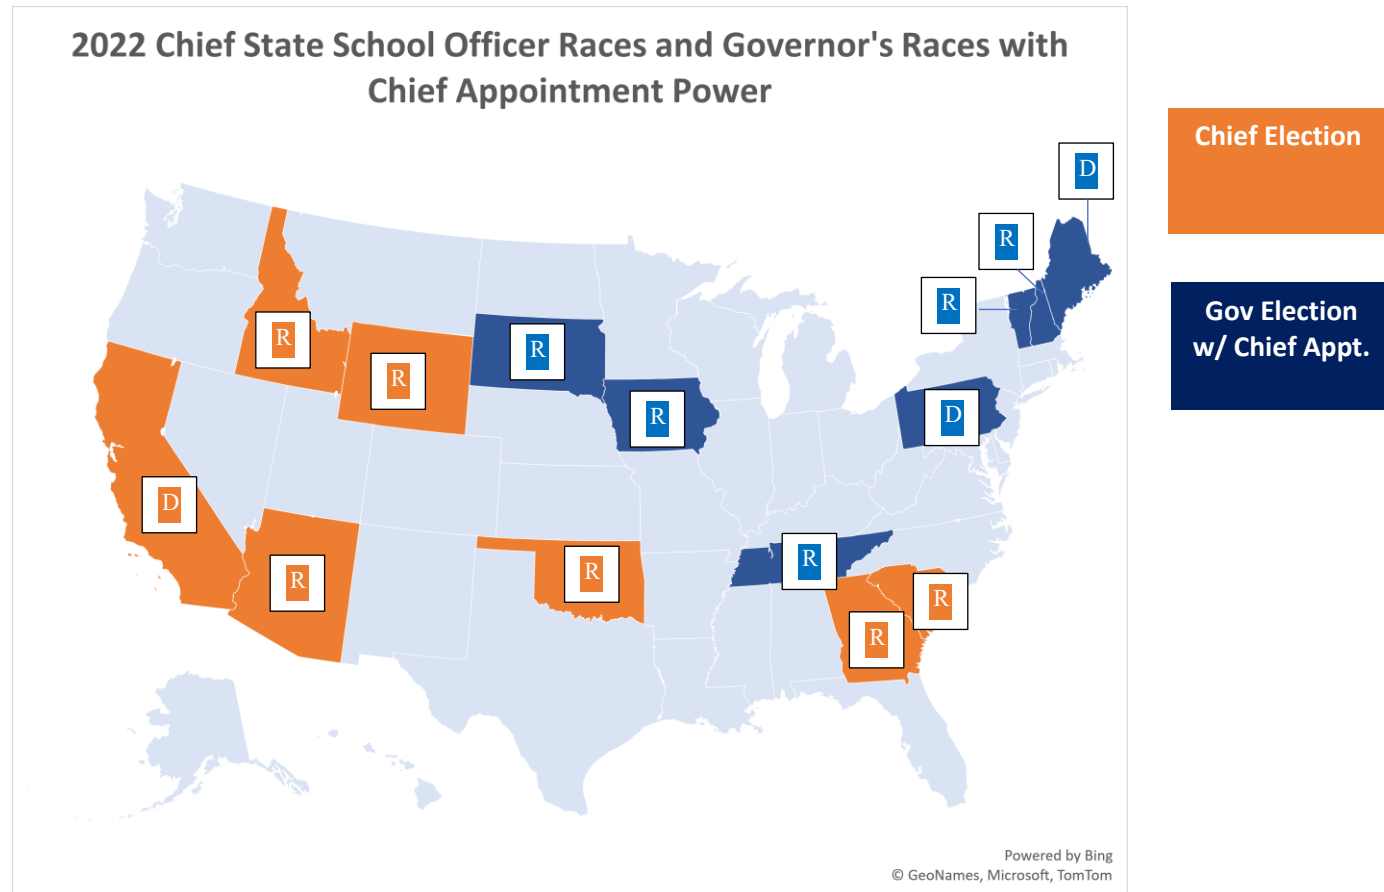 2022 Chief State School Officer Races and Governor's Races with
Chief Appointment Power
Chief Election
D
R
R
Gov Election
w/ Chief Appt.
R
R
R
R
D
R
D
R
R
R
R
R
Powered by Bing
© GeoNames, Microsoft, TomTom